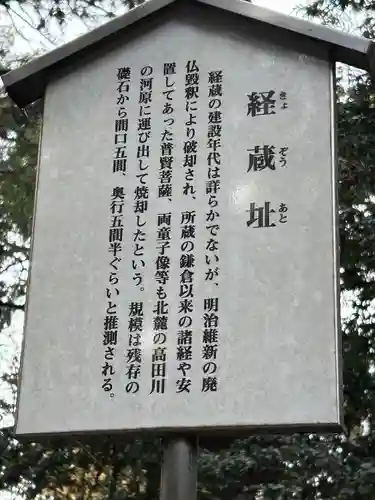 経蔵址
きょ ぞう あと
経蔵の建設年代は詳らかでないが、明治維新の廃
仏毀釈により破却され、所蔵の鎌倉以来の諸経や安
置してあった普賢菩薩、両童子像等も北麓の高田川
の河原に運び出して焼却したという。規模は残存の
礎石から間口五間、奥行五間半ぐらいと推測される。